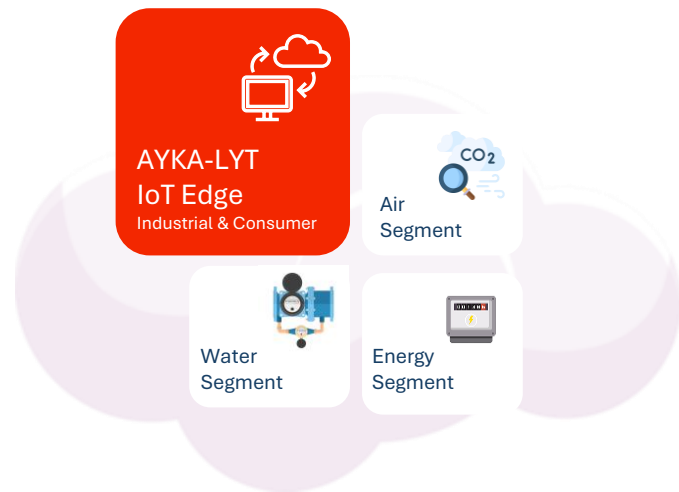 AYKA-LYT
IoT Edge
Industrial & Consumer
CO2
Air
Segment
Water
Segment
Energy
Segment